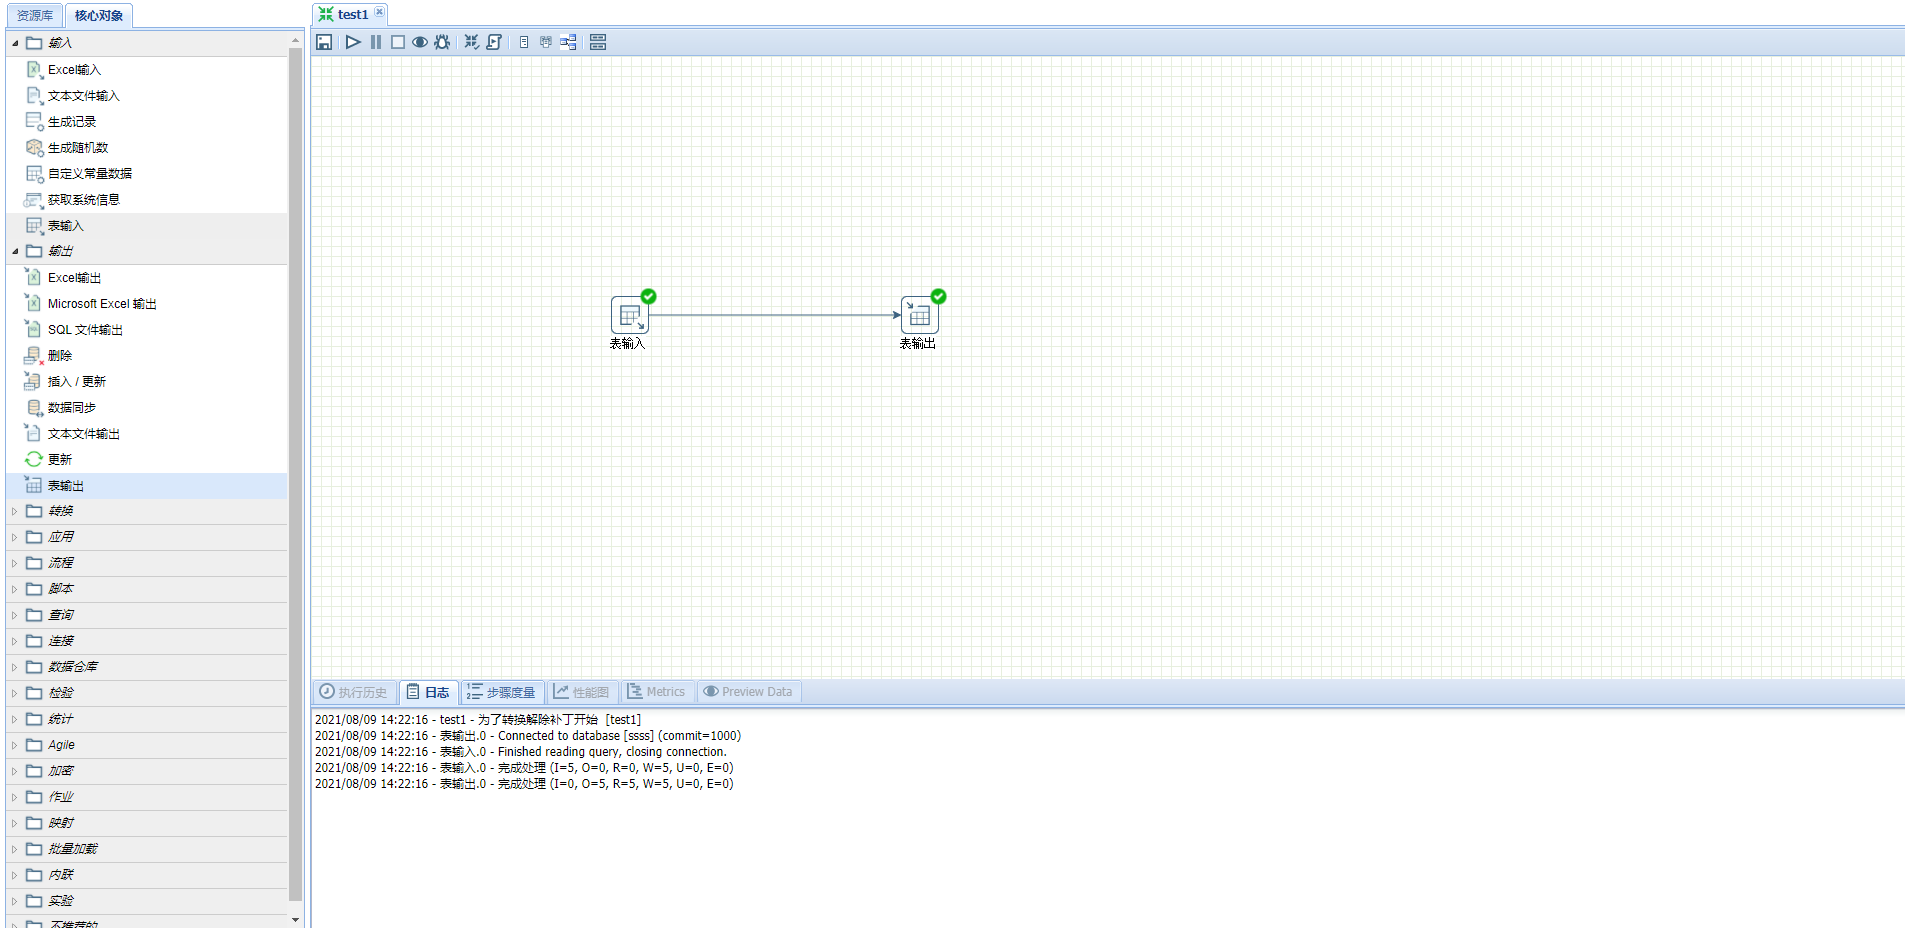 资源库 核心对象
输入
Excel输入
文本文件输入
生成记录
生成随机数
自定义常量数据
获取系统信息
表输入
输出
Excel输出
Microsoft Excel 输出
SQL 文件输出
删除
插入 / 更新
数据同步
文本文件输出
更新
表输出
转换
应用
流程
脚本
查询
连接
数据仓库
检验
统计
Agile
加密
作业
映射
批量加载
内联
实验
不推荐的
test1
表输入 表输出
执行历史 日志 步骤度量 性能图 Metrics Preview Data
2021/08/09 14:22:16 - test1 - 为了转换解除补丁开始 [test1]
2021/08/09 14:22:16 - 表输出.0 - Connected to database [ssss] (commit=1000)
2021/08/09 14:22:16 - 表输入.0 - Finished reading query, closing connection.
2021/08/09 14:22:16 - 表输入.0 - 完成处理 (I=5, O=0, R=0, W=5, U=0, E=0)
2021/08/09 14:22:16 - 表输出.0 - 完成处理 (I=0, O=5, R=5, W=5, U=0, E=0)